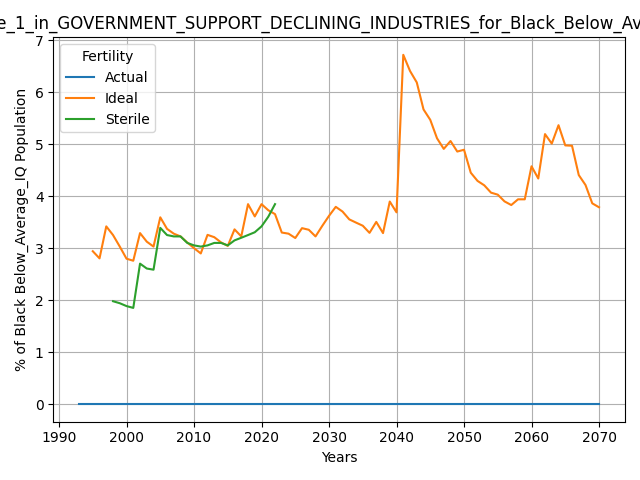 e_1_in_GOVERNMENT_SUPPORT_DECLINING_INDUSTRIES_for_Black_Below_Av
Fertility
Actual
Ideal
Sterile
% of Black Below_Average_IQ Population
7
6
5
4
3
2
1
0
1990 2000 2010 2020 2030 2040 2050 2060 2070
Years